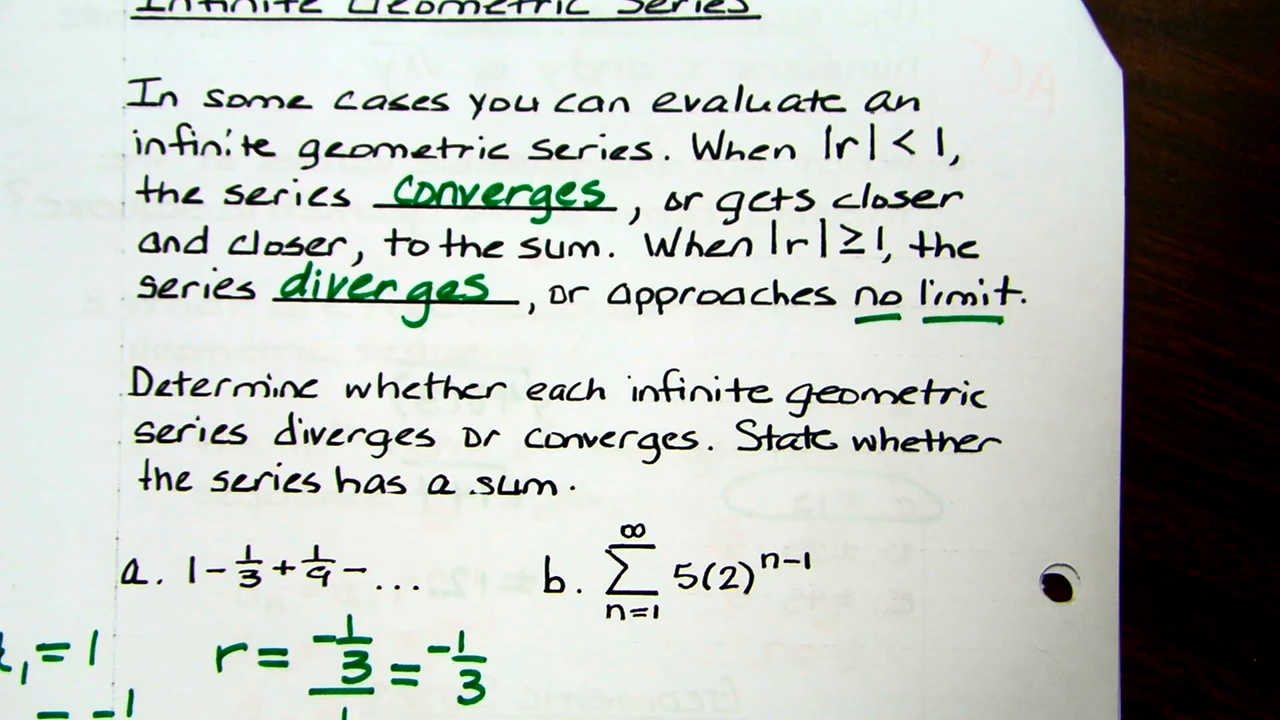 Infinite Geometric Series
In some cases you can evaluate an
infinite geometric series. When |r| < 1,
the series converges, or gets closer
and closer, to the sum. When |r| ≥ 1, the
series diverges, or approaches no limit.
Determine whether each infinite geometric
series diverges or converges. State whether
the series has a sum.
a. 1 - 1/3 + 1/9 - ...
b. ∞ ∑ n=1 5(2)^n-1
₁ = 1
r = -1/3 / 1 = -1/3
= -1